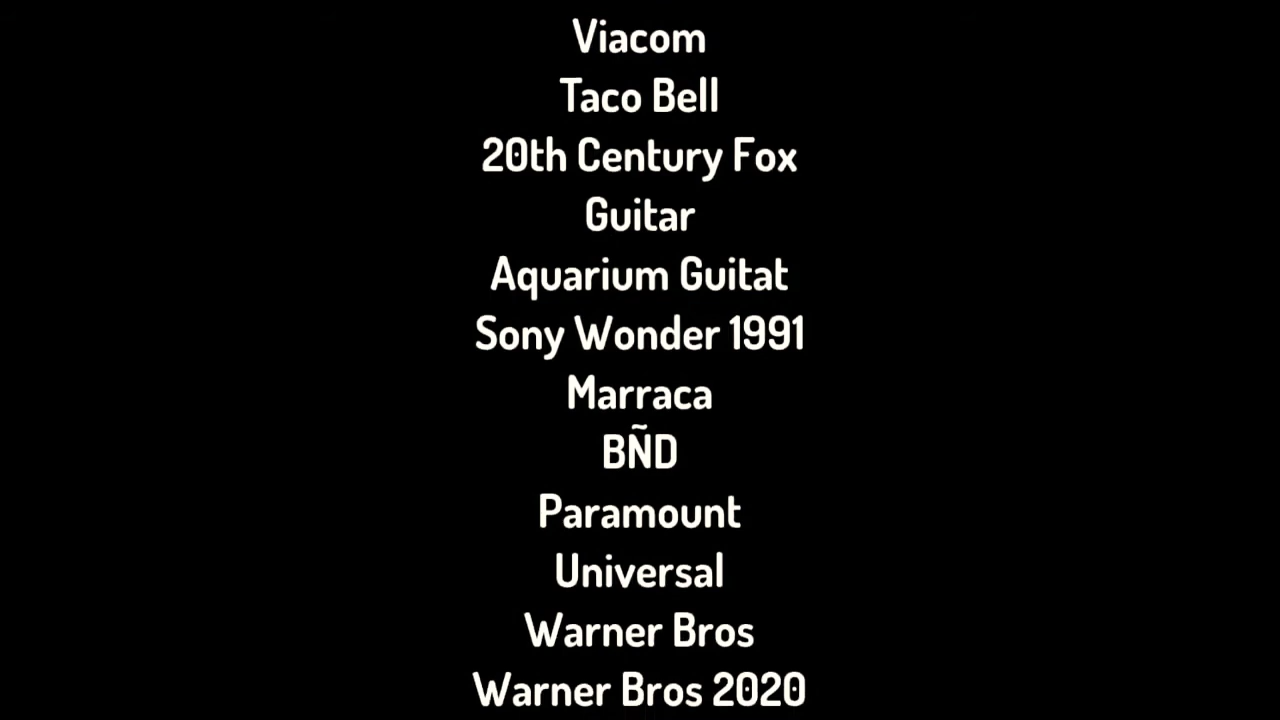 Viacom
Taco Bell
20th Century Fox
Guitar
Aquarium Guitat
Sony Wonder 1991
Marraca
BÑD
Paramount
Universal
Warner Bros
Warner Bros 2020